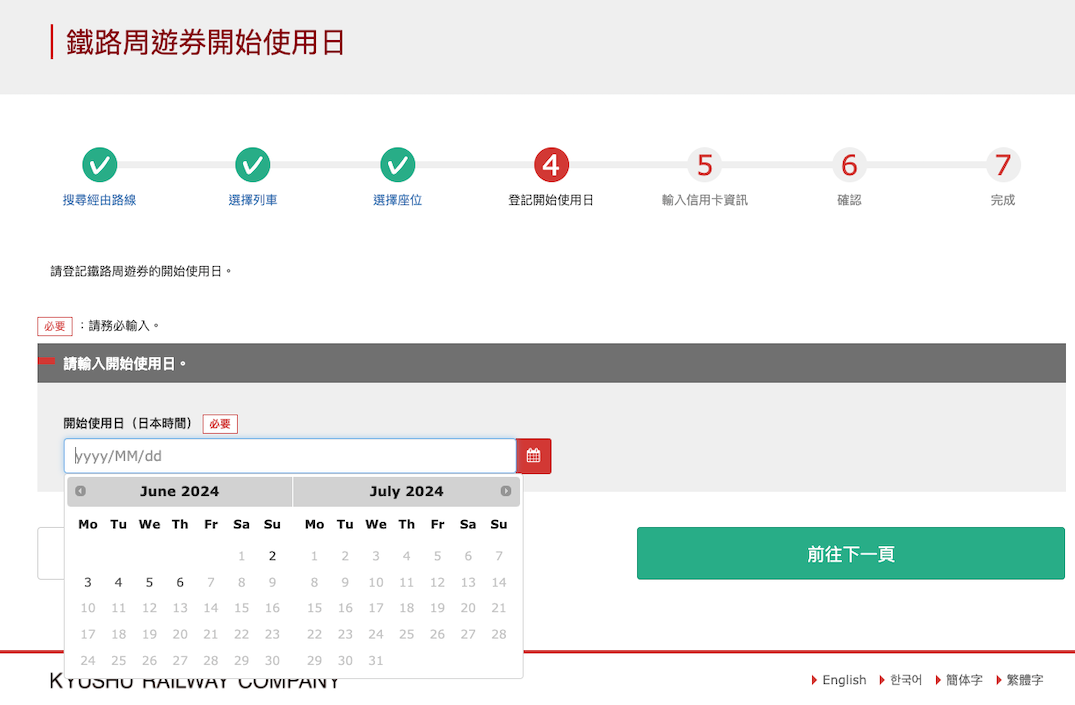 鐵路周遊券開始使用日
4 5 6 7
搜尋經由路線 選擇列車 選擇座位 登記開始使用日 輸入信用卡資訊 確認 完成
請登記鐵路周遊券的開始使用日。
必要 ：請務必輸入。
請輸入開始使用日。
開始使用日（日本時間） 必要
yyyy/MM/dd
June 2024 July 2024
Mo Tu We Th Fr Sa Su Mo Tu We Th Fr Sa Su
1 2 1 2 3 4 5 6 7
3 4 5 6 7 8 9 8 9 10 11 12 13 14
10 11 12 13 14 15 16 15 16 17 18 19 20 21
17 18 19 20 21 22 23 22 23 24 25 26 27 28
24 25 26 27 28 29 30 29 30 31
前往下一頁
KYUSHU RAILWAY COMPANY
English 한국어 簡体字 繁體字